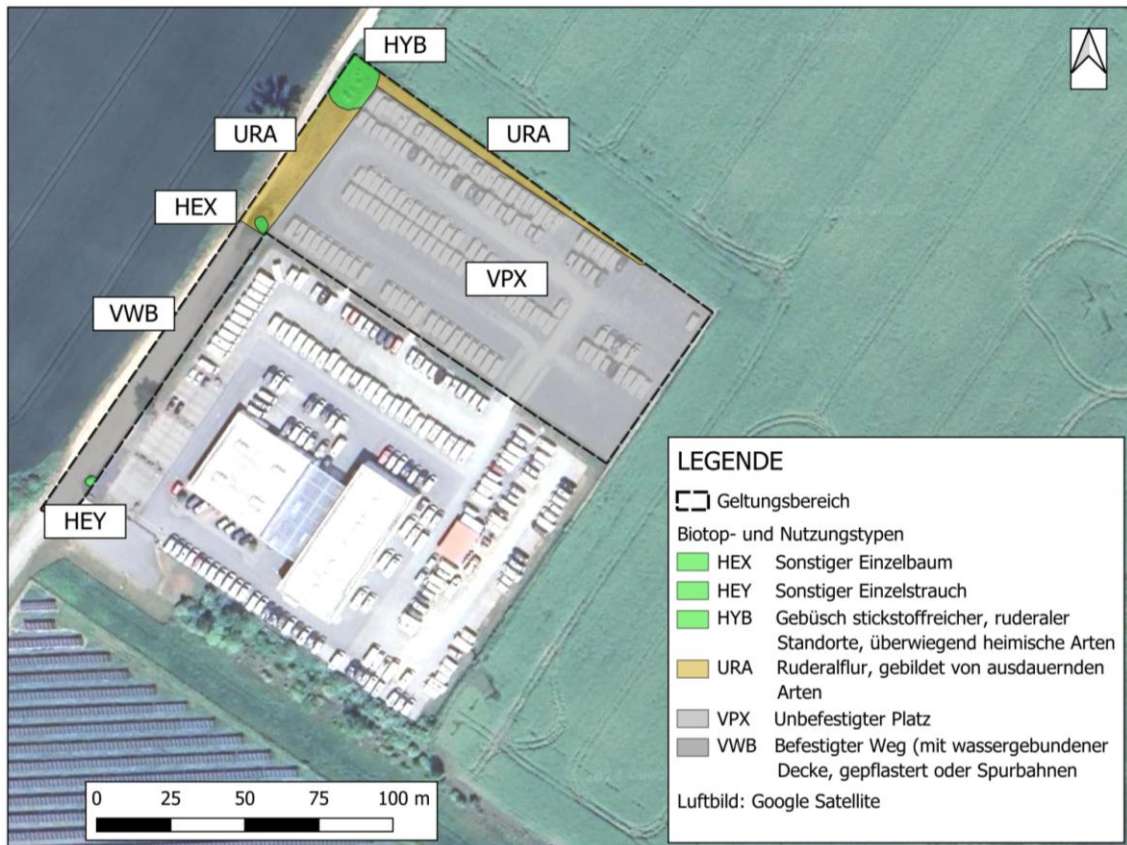 HYB
URA
URA
HEX
VPX
VWB
HEY
LEGENDE
Geltungsbereich
Biotop- und Nutzungstypen
HEX Sonstiger Einzelbaum
HEY Sonstiger Einzelstrauch
HYB Gebüsch stickstoffreicher, ruderaler
Standorte, überwiegend heimische Arten
URA Ruderalflur, gebildet von ausdauernden
Arten
VPX Unbefestigter Platz
VWB Befestigter Weg (mit wassergebundener
Decke, gepflastert oder Spurbahnen
Luftbild: Google Satellite
0 25 50 75 100 m